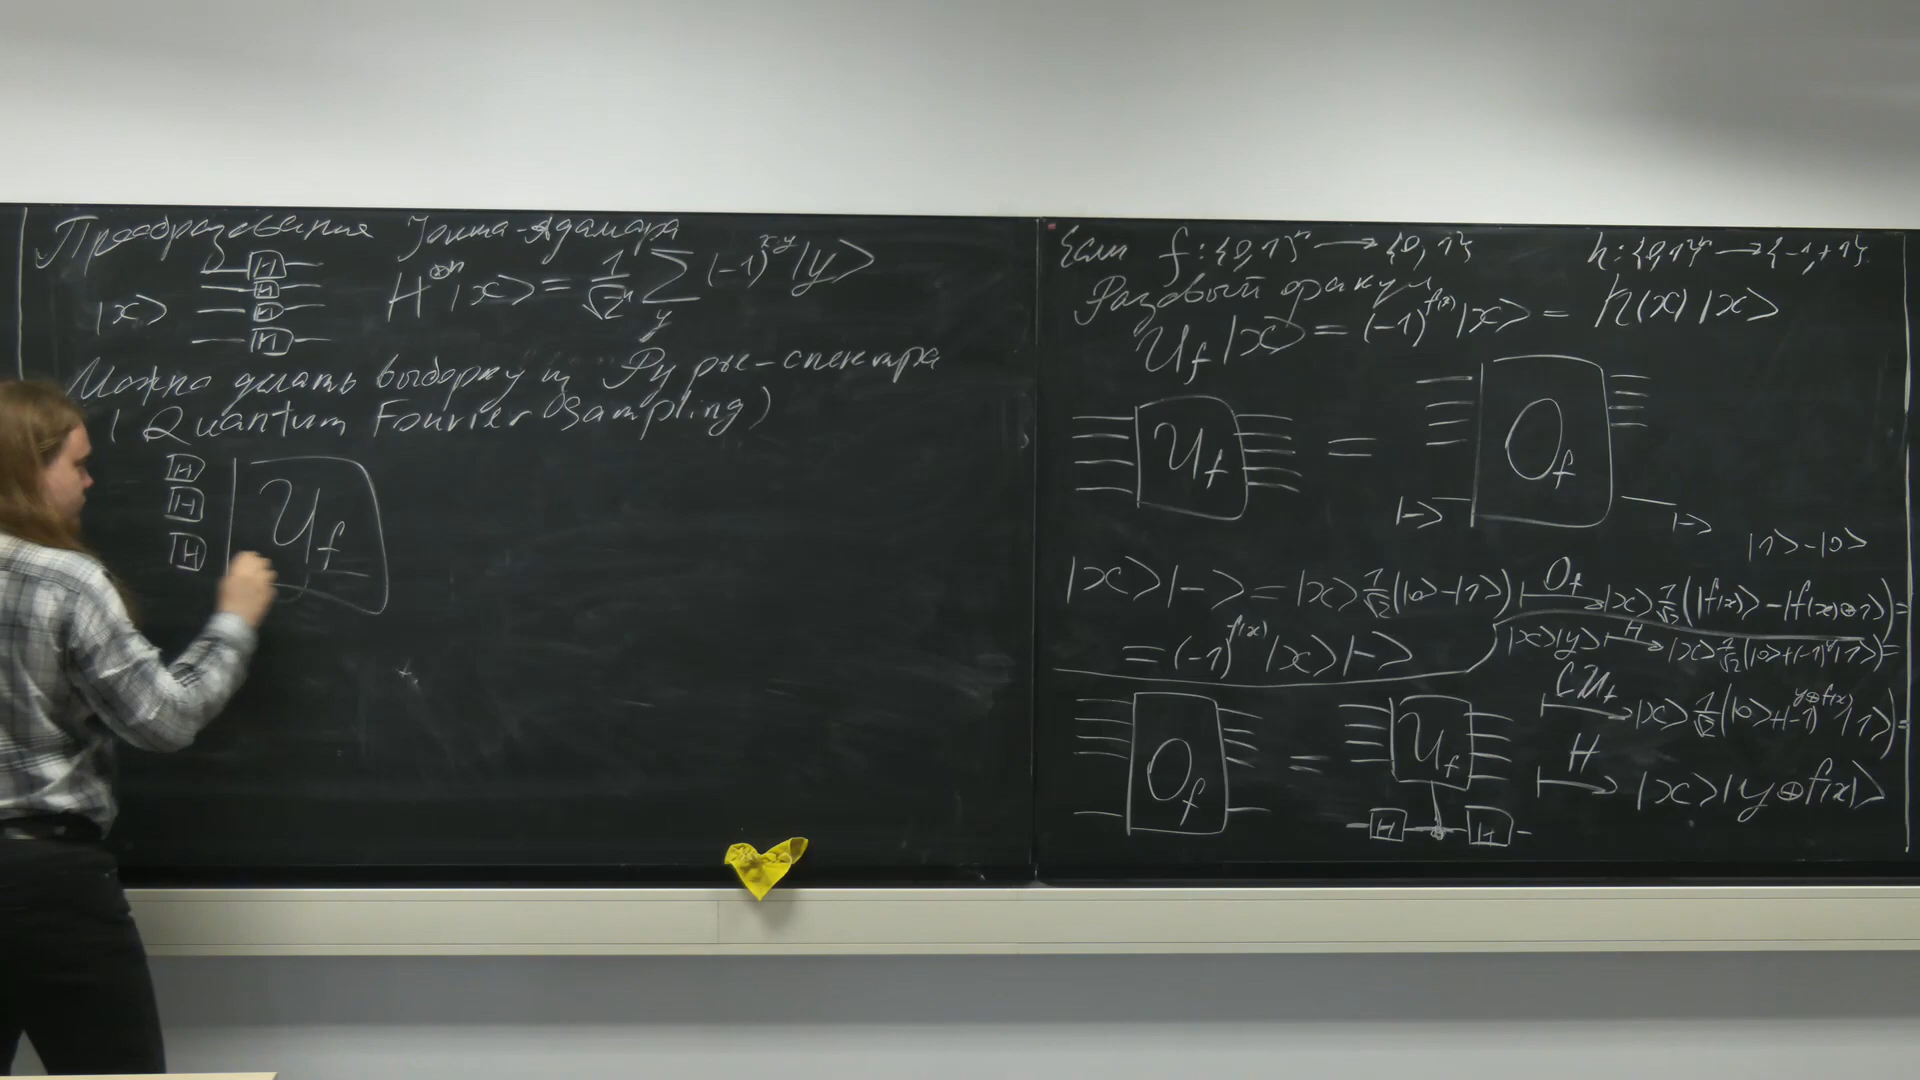 Преобразование Уолша-Адамара
|x⟩ H H H H H^{⊗n}|x⟩ = 1/√2^n ∑_y (-1)^{x·y}|y⟩
Можно делать выборку из Фурье-спектра
(Quantum Fourier Sampling)
H H H U_f
Если f:{0,1}^n → {0,1} h:{0,1}^n → {-1,+1}.
Фазовый оракул
U_f|x⟩ = (-1)^{f(x)}|x⟩ = h(x)|x⟩
U_f = O_f
|-⟩ |-⟩
|1⟩-|0⟩
|x⟩|-⟩ = |x⟩ 1/√2(|0⟩-|1⟩) O_f ↦ |x⟩ 1/√2(|f(x)⟩-|f(x)⊕1⟩) =
= (-1)^{f(x)}|x⟩|-⟩
|x⟩|y⟩ H ↦ |x⟩ 1/√2(|0⟩+(-1)^y|1⟩) =
CU_f ↦ |x⟩ 1/√2(|0⟩+(-1)^{y⊕f(x)}|1⟩) =
H ↦ |x⟩|y⊕f(x)⟩
O_f = U_f
H H